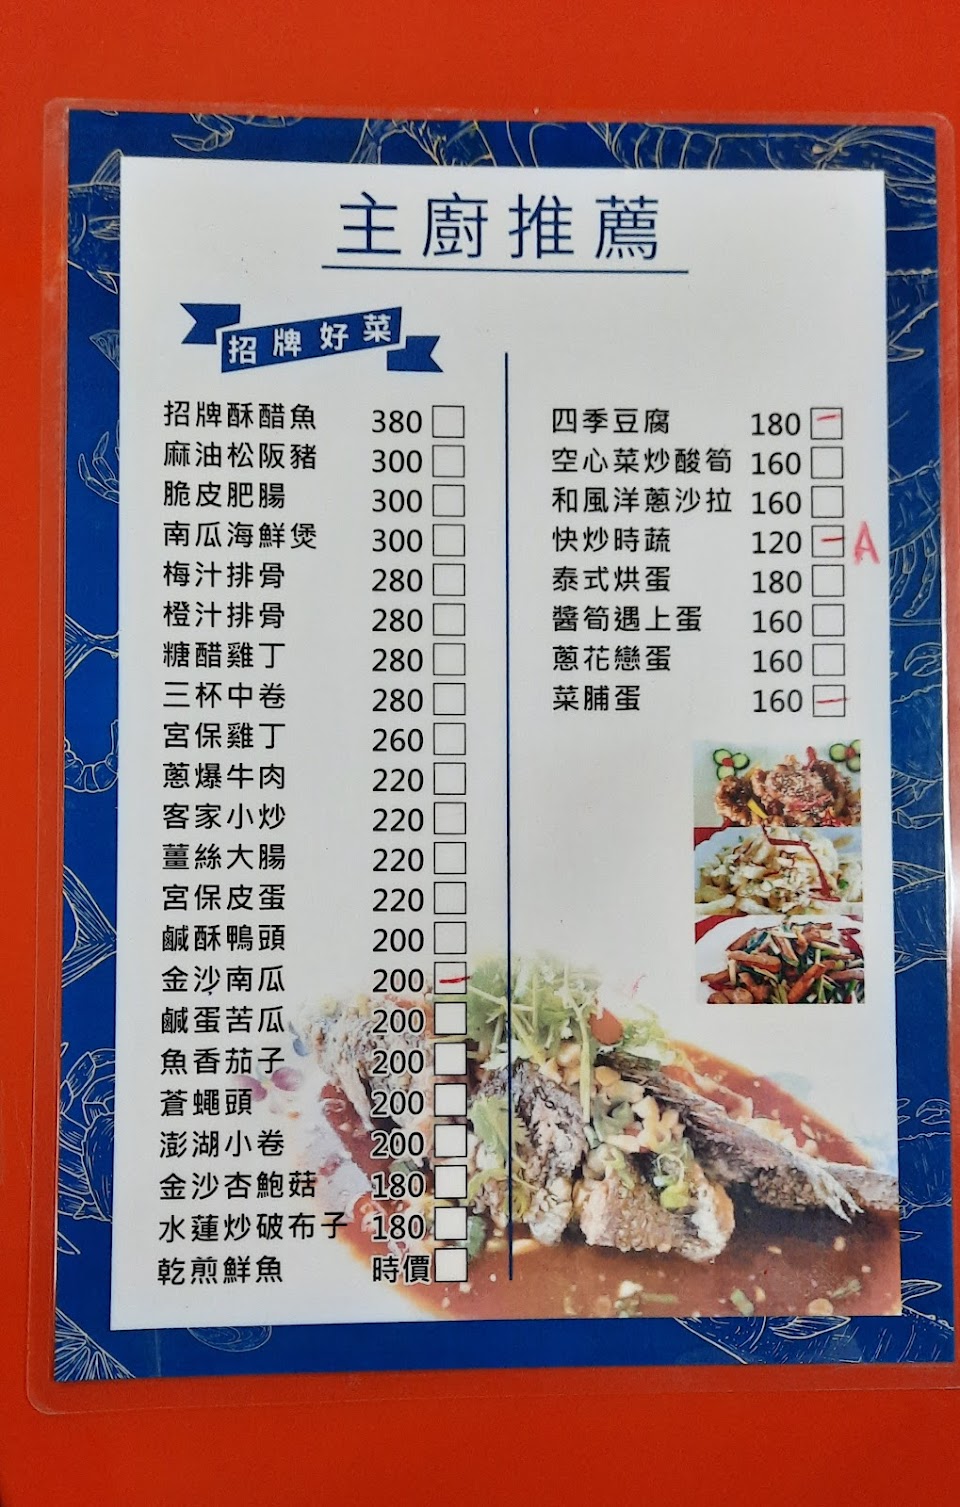 主廚推薦
招牌好菜
招牌酥醋魚 380
麻油松阪豬 300
脆皮肥腸 300
南瓜海鮮煲 300
梅汁排骨 280
橙汁排骨 280
糖醋雞丁 280
三杯中卷 280
宮保雞丁 260
蔥爆牛肉 220
客家小炒 220
薑絲大腸 220
宮保皮蛋 220
鹹酥鴨頭 200
金沙南瓜 200
鹹蛋苦瓜 200
魚香茄子 200
蒼蠅頭 200
澎湖小卷 200
金沙杏鮑菇 180
水蓮炒破布子 180
乾煎鮮魚 時價
四季豆腐 180
空心菜炒酸筍 160
和風洋蔥沙拉 160
快炒時蔬 120 A
泰式烘蛋 180
醬筍遇上蛋 160
蔥花戀蛋 160
菜脯蛋 160